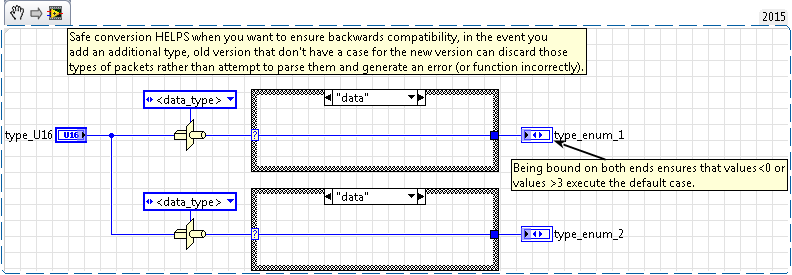 2015
Safe conversion HELPS when you want to ensure backwards compatibility, in the event you
add an additional type, old version that don't have a case for the new version can discard those
types of packets rather than attempt to parse them and generate an error (or function incorrectly).
<data_type>
"data"
type_U16
U16
?
type_enum_1
Being bound on both ends ensures that values<0 or
values >3 execute the default case.
<data_type>
"data"
?
type_enum_2